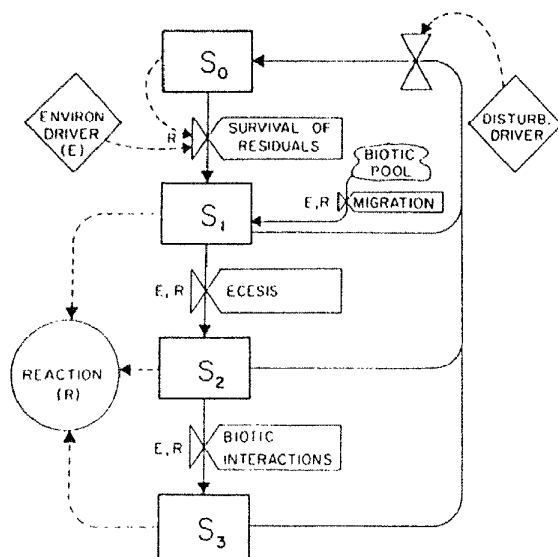 S0
ENVIRON
DRIVER
(E)
R
SURVIVAL OF
RESIDUALS
DISTURB.
DRIVER
BIOTIC
POOL
E, R
MIGRATION
S1
E, R
ECESIS
REACTION
(R)
S2
E, R
BIOTIC
INTERACTIONS
S3